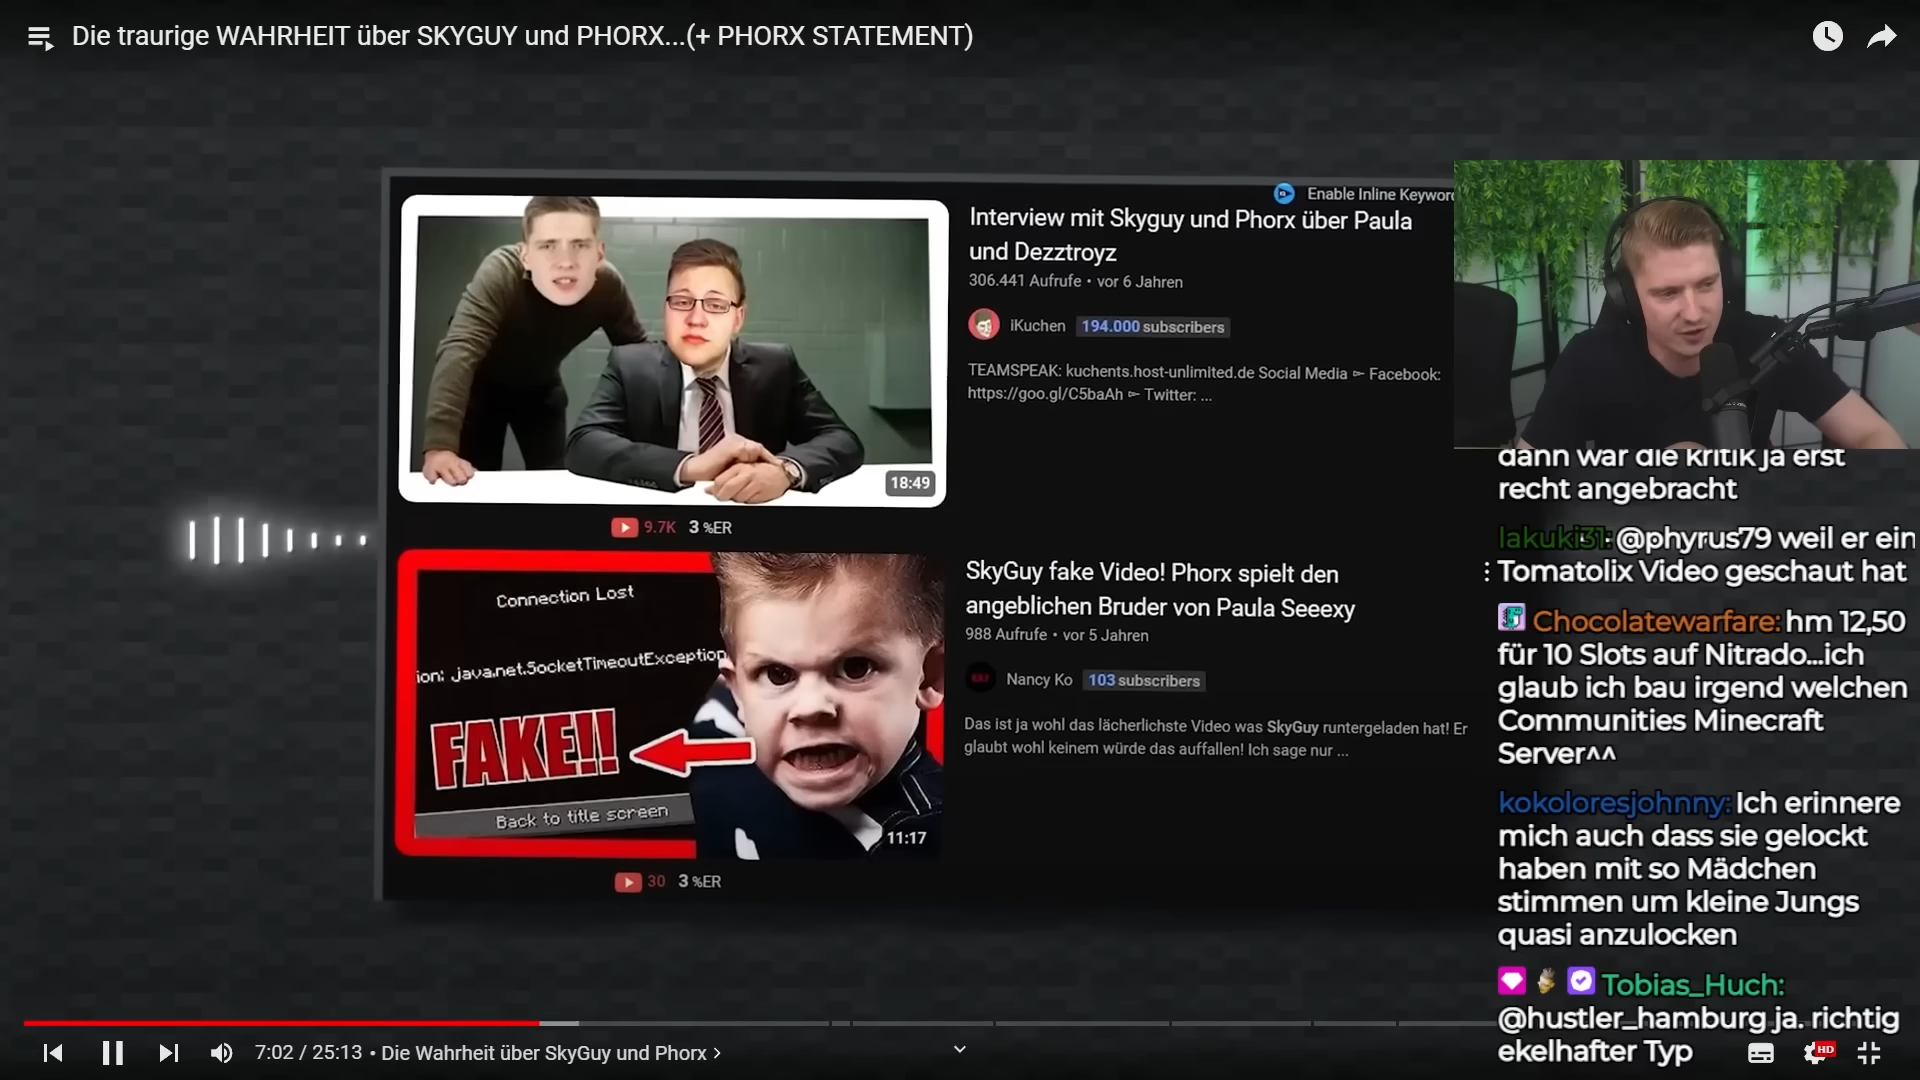 Die traurige WAHRHEIT über SKYGUY und PHORX...(+ PHORX STATEMENT)
Enable Inline Keywor
Interview mit Skyguy und Phorx über Paula
und Dezztroyz
306.441 Aufrufe • vor 6 Jahren
iKuchen 194.000 subscribers
TEAMSPEAK: kuchents.host-unlimited.de Social Media ➳ Facebook:
https://goo.gl/C5baAh ➳ Twitter: ...
18:49
9.7K 3 %ER
Connection Lost
ion: java.net.SocketTimeoutException
FAKE!!
Back to title screen
11:17
SkyGuy fake Video! Phorx spielt den
angeblichen Bruder von Paula Seeexy
988 Aufrufe • vor 5 Jahren
Nancy Ko 103 subscribers
Das ist ja wohl das lächerlichste Video was SkyGuy runtergeladen hat! Er
glaubt wohl keinem würde das auffallen! Ich sage nur ...
30 3 %ER
dann war die kritik ja erst
recht angebracht
lakuki31: @phyrus79 weil er ein
Tomatolix Video geschaut hat
Chocolatewarfare: hm 12,50
für 10 Slots auf Nitrado...ich
glaub ich bau irgend welchen
Communities Minecraft
Server^^
kokoloresjohnny: Ich erinnere
mich auch dass sie gelockt
haben mit so Mädchen
stimmen um kleine Jungs
quasi anzulocken
Tobias_Huch:
@hustler_hamburg ja. richtig
ekelhafter Typ
7:02 / 25:13 • Die Wahrheit über SkyGuy und Phorx
HD